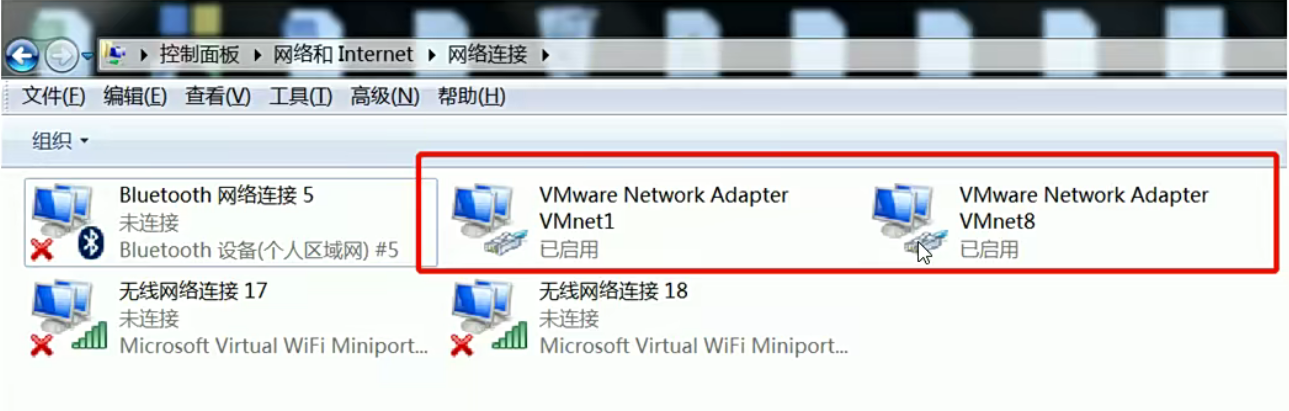 控制面板 网络和 Internet 网络连接
文件(F) 编辑(E) 查看(V) 工具(T) 高级(N) 帮助(H)
组织
Bluetooth 网络连接 5
未连接
Bluetooth 设备(个人区域网) #5
VMware Network Adapter
VMnet1
已启用
VMware Network Adapter
VMnet8
已启用
无线网络连接 17
未连接
Microsoft Virtual WiFi Miniport...
无线网络连接 18
未连接
Microsoft Virtual WiFi Miniport...